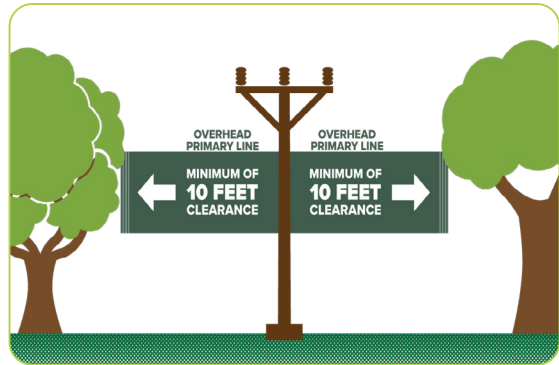 OVERHEAD
PRIMARY LINE
MINIMUM OF
10 FEET
CLEARANCE
OVERHEAD
PRIMARY LINE
MINIMUM OF
10 FEET
CLEARANCE